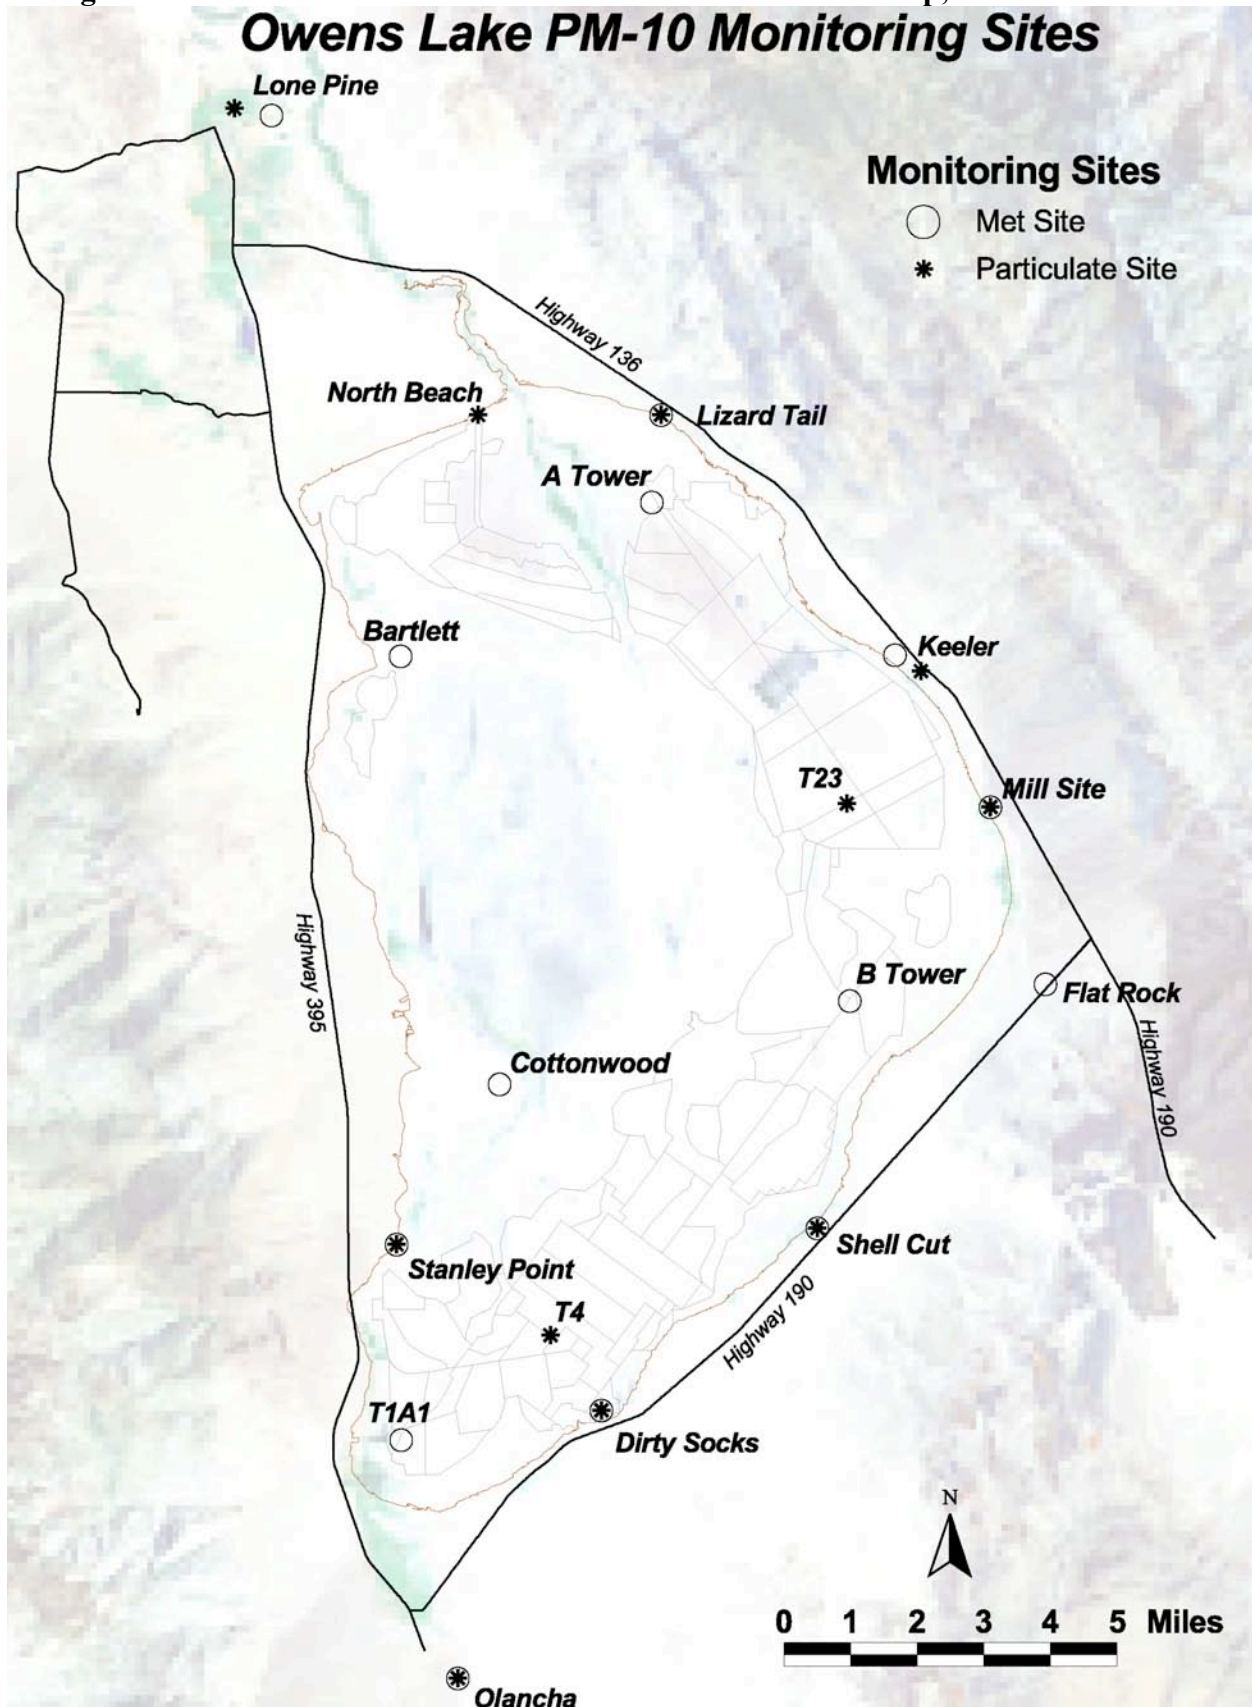 Owens Lake PM-10 Monitoring Sites
Lone Pine
Monitoring Sites
Met Site
Particulate Site
Highway 136
North Beach
Lizard Tail
A Tower
Bartlett
Keeler
T23
Mill Site
Highway 395
B Tower
Flat Rock
Highway 190
Cottonwood
Shell Cut
Stanley Point
T4
Highway 190
T1A1
Dirty Socks
N
0 1 2 3 4 5 Miles
Olancha